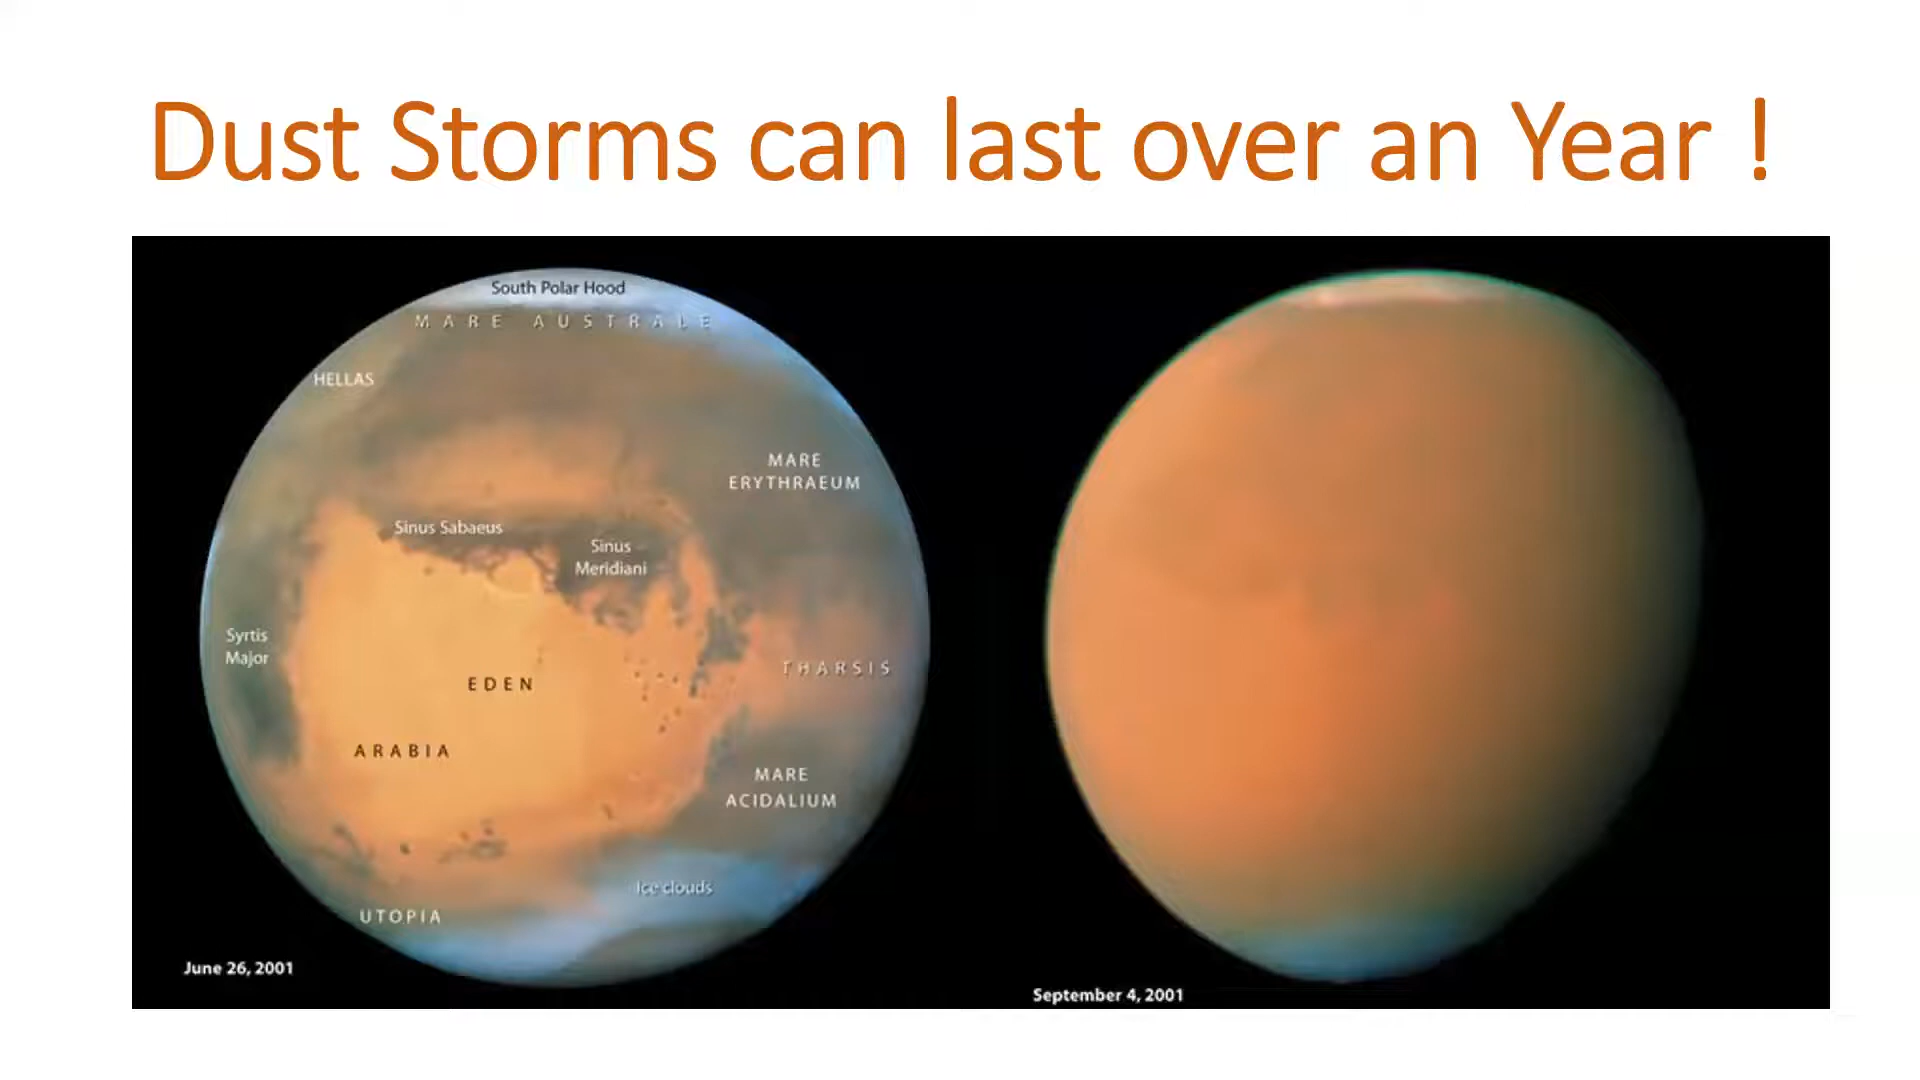 Dust Storms can last over an Year !
South Polar Hood
MARE AUSTRALE
HELLAS
MARE
ERYTHRAEUM
Sinus Sabaeus
Sinus
Meridiani
Syrtis
Major
THARSIS
EDEN
ARABIA
MARE
ACIDALIUM
Ice clouds
UTOPIA
June 26, 2001
September 4, 2001